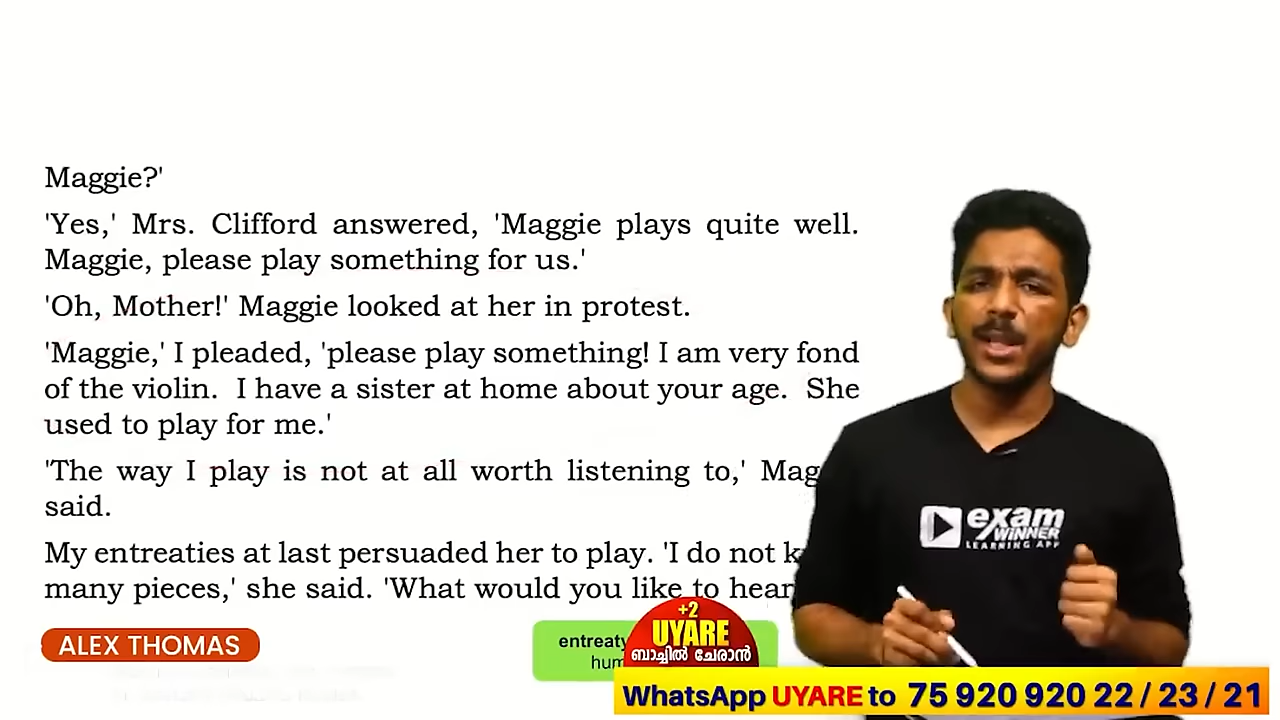 Maggie?'
'Yes,' Mrs. Clifford answered, 'Maggie plays quite well.
Maggie, please play something for us.'
'Oh, Mother!' Maggie looked at her in protest.
'Maggie,' I pleaded, 'please play something! I am very fond
of the violin. I have a sister at home about your age. She
used to play for me.'
'The way I play is not at all worth listening to,'
said.
My entreaties at last persuaded her to play. 'I do not
many pieces,' she said. 'What would you like to hear
exam
WINNER
LEARNING APP
ALEX THOMAS
entreaty
+2
UYARE
ബാച്ചിൽ ചേരാൻ
WhatsApp UYARE to 75 920 920 22 / 23 / 21